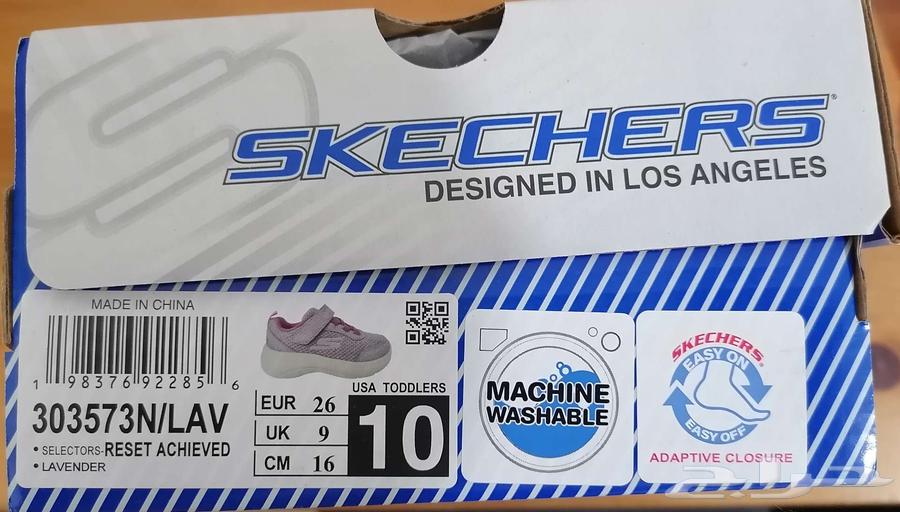 SKECHERS®
DESIGNED IN LOS ANGELES
MADE IN CHINA
1 98376 92285 6
303573N/LAV
• SELECTORS-RESET ACHIEVED
• LAVENDER
USA TODDLERS
EUR 26
UK 9
CM 16
10
MACHINE
WASHABLE
SKECHERS
EASY ON
EASY OFF
ADAPTIVE CLOSURE
حراج